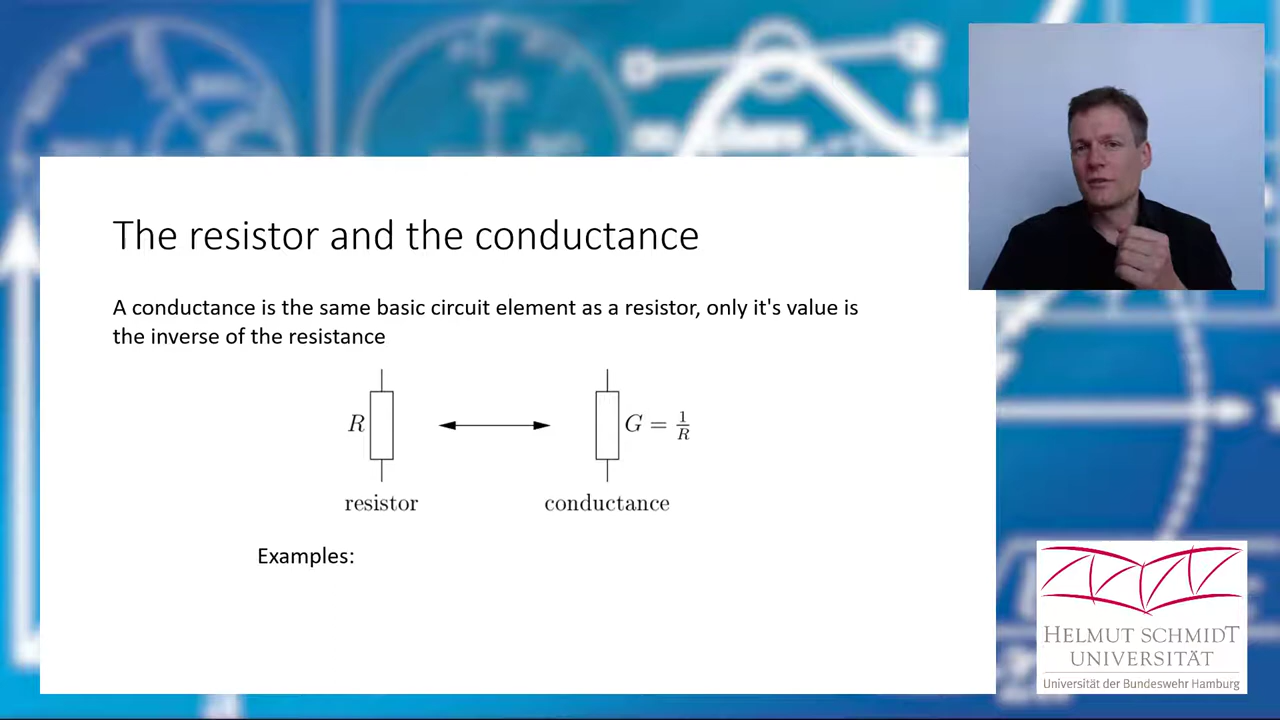 The resistor and the conductance
A conductance is the same basic circuit element as a resistor, only it's value is
the inverse of the resistance
R
G = 1/R
resistor
conductance
Examples:
HELMUT SCHMIDT
UNIVERSITÄT
Universität der Bundeswehr Hamburg